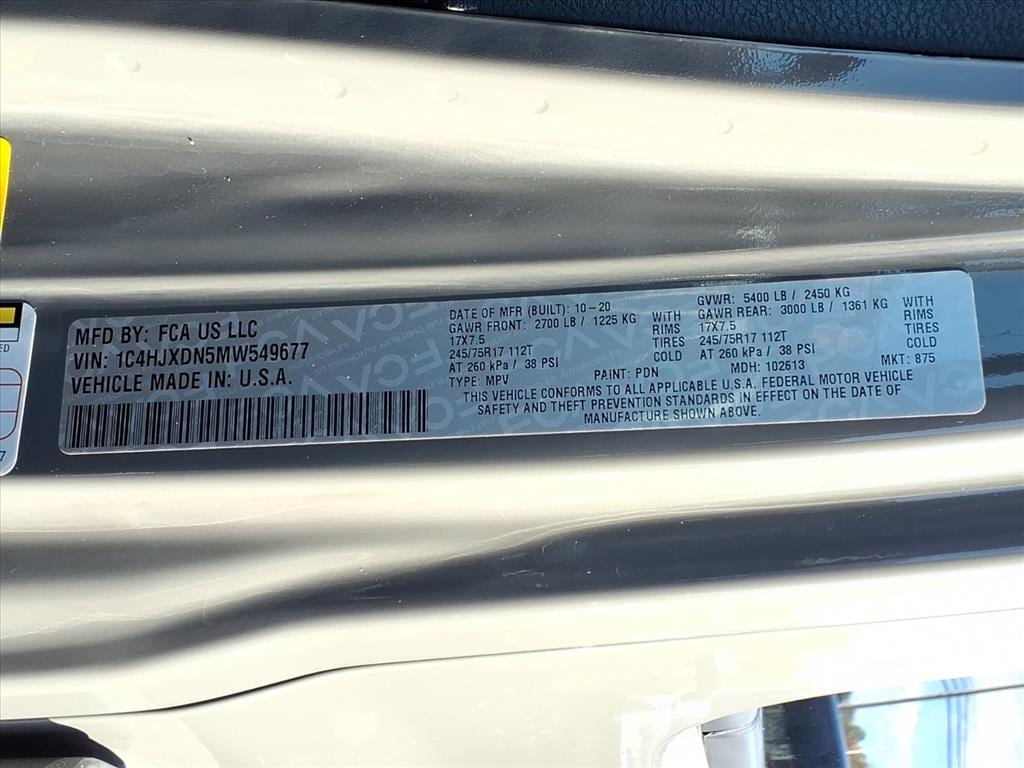 MFD BY: FCA US LLC
VIN: 1C4HJXDN5MW549677
VEHICLE MADE IN: U.S.A.
DATE OF MFR (BUILT): 10-20
GAWR FRONT: 2700 LB / 1225 KG WITH
17X7.5 RIMS
245/75R17 112T TIRES
AT 260 kPa / 38 PSI COLD
GVWR: 5400 LB / 2450 KG
GAWR REAR: 3000 LB / 1361 KG WITH
17X7.5 RIMS
245/75R17 112T TIRES
AT 260 kPa / 38 PSI COLD
TYPE: MPV PAINT: PDN MDH: 102613 MKT: 875
THIS VEHICLE CONFORMS TO ALL APPLICABLE U.S.A. FEDERAL MOTOR VEHICLE
SAFETY AND THEFT PREVENTION STANDARDS IN EFFECT ON THE DATE OF
MANUFACTURE SHOWN ABOVE.